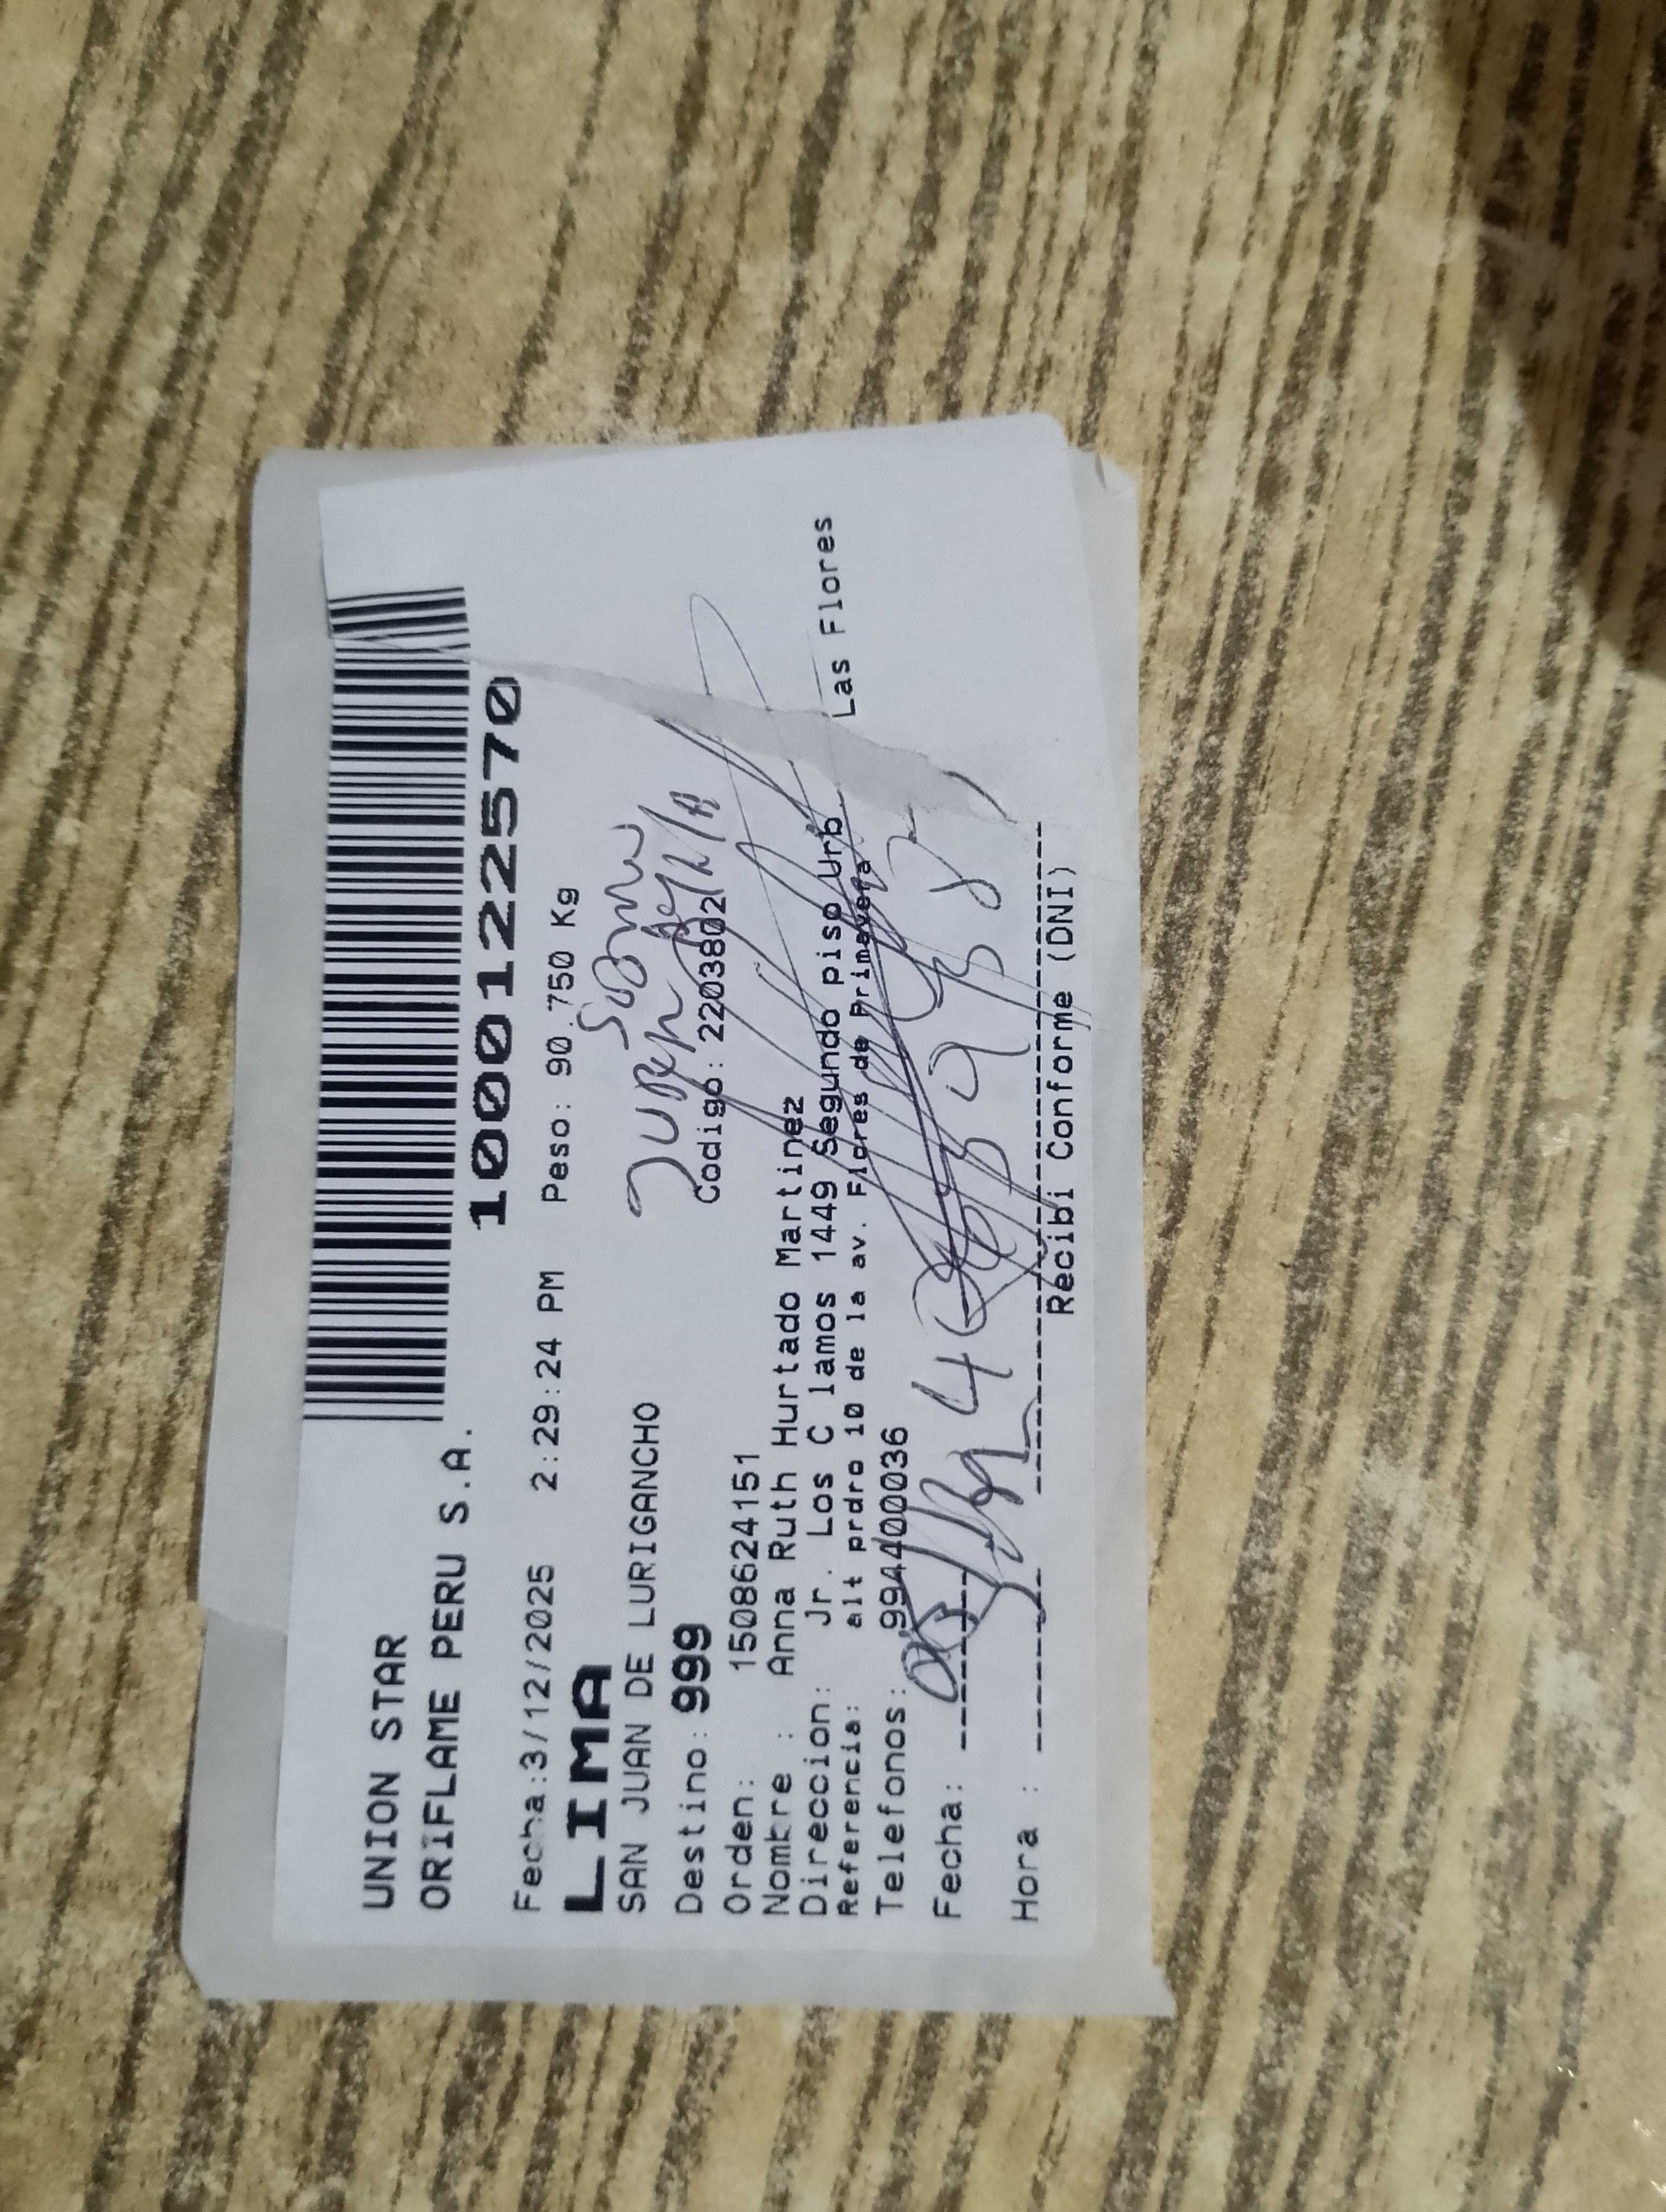 UNION STAR
ORIFLAME PERU S.A.
1001122570
Fecha:3/12/2025 2:29:24 PM Peso: 90.750 Kg
LIMA
SAN JUAN DE LURIGANCHO
Destino: 999
Codigo: 22038021
Orden: 1508624151
Nombre : Anna Ruth Hurtado Martinez
Direccion: Jr. Los C lamos 1449 Segundo piso Urb. Las Flores
Referencia: alt prdro 10 de la av. Flores de Primavera
Telefonos: 994400036
Fecha:
Hora :
Recibi Conforme (DNI)